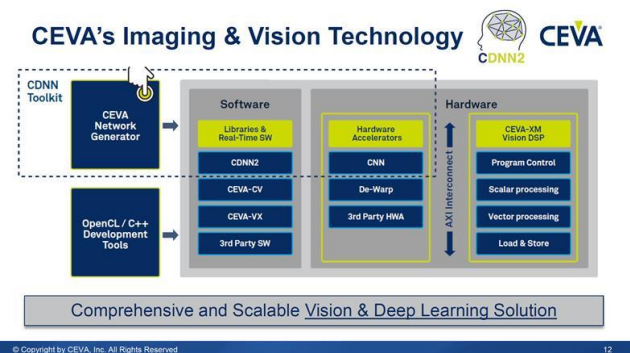 CEVA's Imaging & Vision Technology
CDNN2
CEVA
CDNN
Toolkit
CEVA
Network
Generator
OpenCL / C++
Development
Tools
Software
Libraries &
Real-Time SW
CDNN2
CEVA-CV
CEVA-VX
3rd Party SW
Hardware
Hardware
Accelerators
CNN
De-Warp
3rd Party HWA
AXI Interconnect
CEVA-XM
Vision DSP
Program Control
Scalar processing
Vector processing
Load & Store
Comprehensive and Scalable Vision & Deep Learning Solution
© Copyright by CEVA, Inc. All Rights Reserved
12